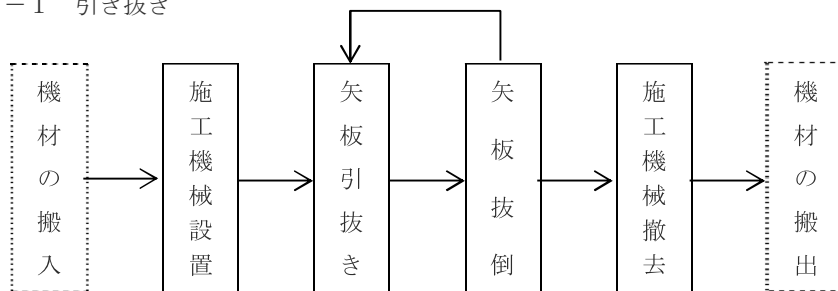 －１　引き抜き
機材の搬入
施工機械設置
矢板引抜き
矢板抜倒
施工機械撤去
機材の搬出